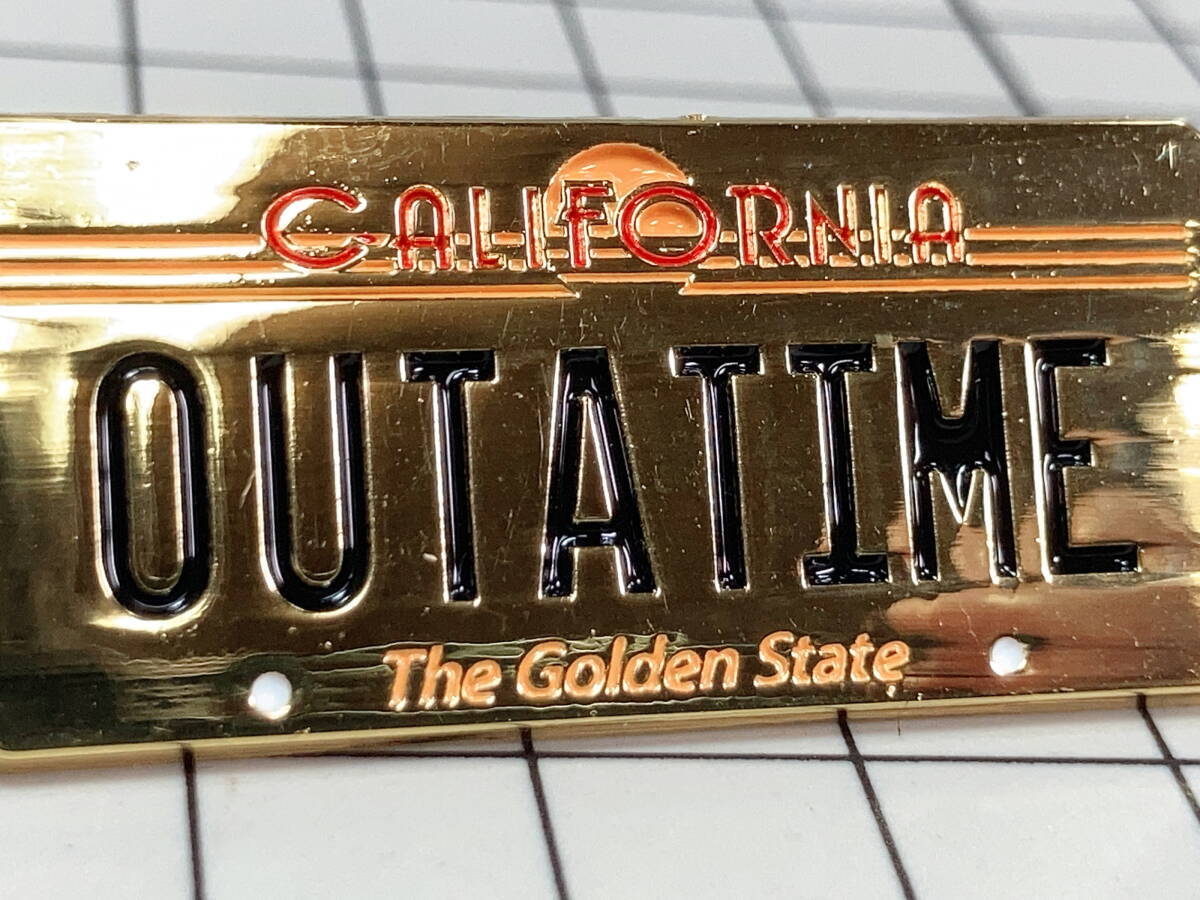 CALIFORNIA
OUTATIME
The Golden State